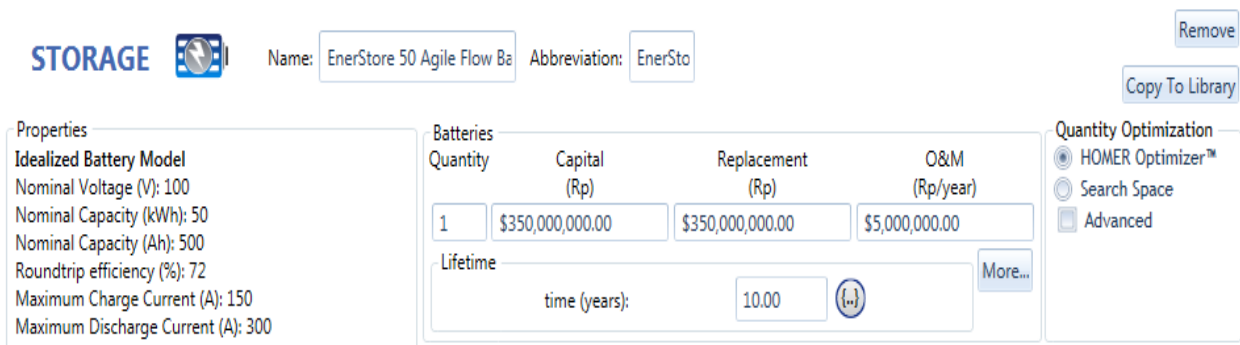 Remove
STORAGE Name: EnerStore 50 Agile Flow Ba Abbreviation: EnerSto
Copy To Library
Properties
Idealized Battery Model
Nominal Voltage (V): 100
Nominal Capacity (kWh): 50
Nominal Capacity (Ah): 500
Roundtrip efficiency (%): 72
Maximum Charge Current (A): 150
Maximum Discharge Current (A): 300
Batteries
Quantity Capital Replacement O&M
(Rp) (Rp) (Rp/year)
1 $350,000,000.00 $350,000,000.00 $5,000,000.00
Lifetime
More...
time (years): 10.00 {..}
Quantity Optimization
HOMER Optimizer™
Search Space
Advanced